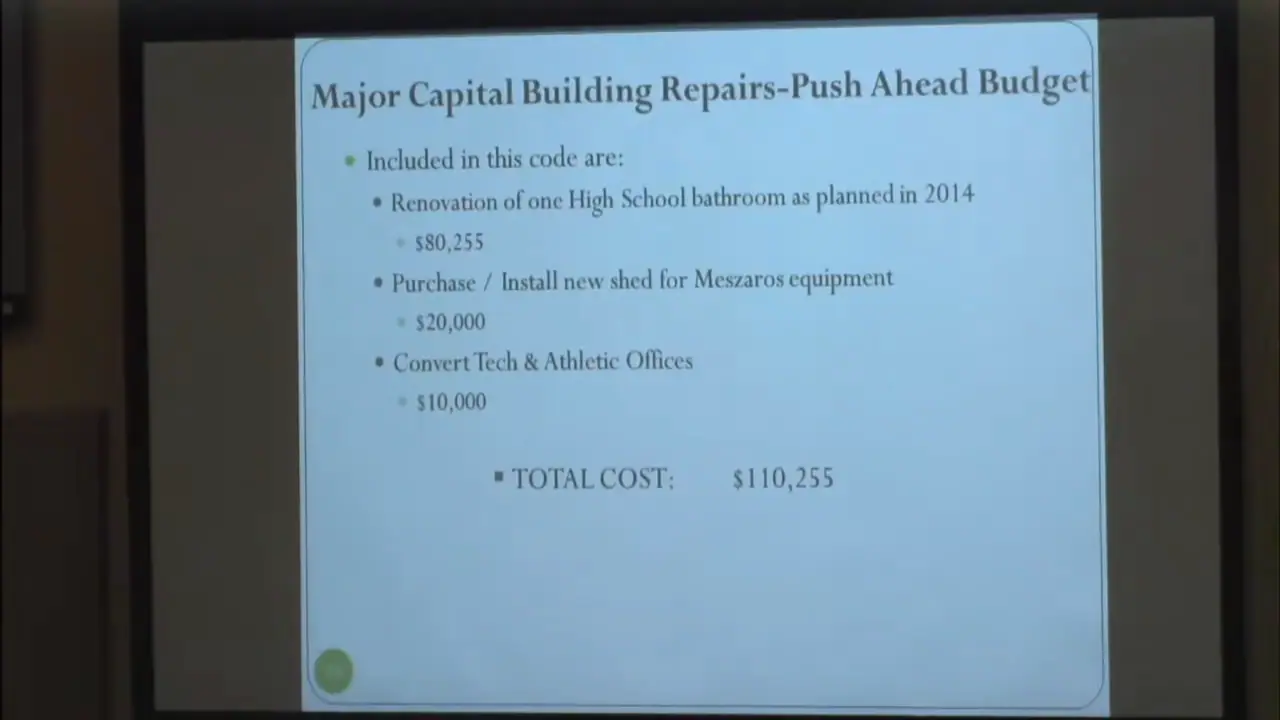 Major Capital Building Repairs-Push Ahead Budget
Included in this code are:
Renovation of one High School bathroom as planned in 2014
$80,255
Purchase / Install new shed for Meszaros equipment
$20,000
Convert Tech & Athletic Offices
$10,000
TOTAL COST: $110,255